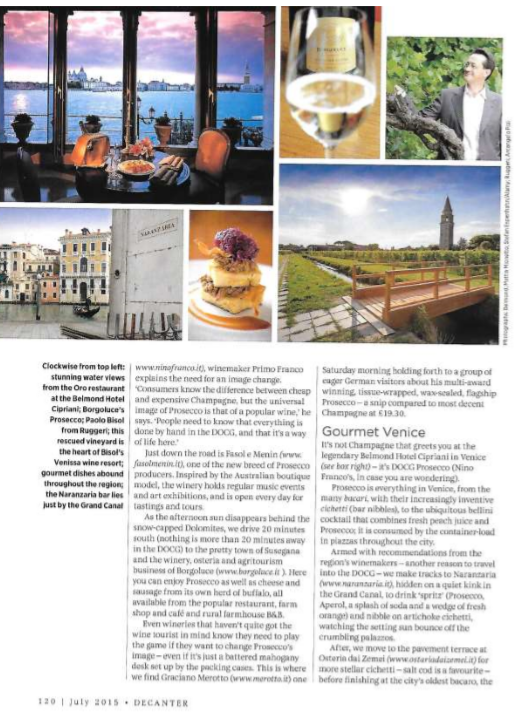 NARANZARIA
Clockwise from top left:
stunning water views
from the Oro restaurant
at the Belmond Hotel
Cipriani; Borgoluce's
Prosecco; Paolo Bisol
from Ruggeri; this
rescued vineyard is
the heart of Bisol's
Venissa wine resort;
gourmet dishes abound
throughout the region;
the Naranzaria bar lies
just by the Grand Canal
www.ninofranco.it), winemaker Primo Franco
explains the need for an image change.
'Consumers know the difference between cheap
and expensive Champagne, but the universal
image of Prosecco is that of a popular wine,' he
says. 'People need to know that everything is
done by hand in the DOCG, and that it's a way
of life here.'
Just down the road is Fasol e Menin (www.
fasolmenin.it), one of the new breed of Prosecco
producers. Inspired by the Australian boutique
model, the winery holds regular music events
and art exhibitions, and is open every day for
tastings and tours.
As the afternoon sun disappears behind the
snow-capped Dolomites, we drive 20 minutes
south (nothing is more than 20 minutes away
in the DOCG) to the pretty town of Susegana
and the winery, osteria and agritourism
business of Borgoluce (www.borgoluce.it ). Here
you can enjoy Prosecco as well as cheese and
sausage from its own herd of buffalo, all
available from the popular restaurant, farm
shop and café and rural farmhouse B&B.
Even wineries that haven't quite got the
wine tourist in mind know they need to play
the game if they want to change Prosecco's
image – even if it's just a battered mahogany
desk set up by the packing cases. This is where
we find Graciano Merotto (www.merotto.it) one
Saturday morning holding forth to a group of
eager German visitors about his multi-award
winning, tissue-wrapped, wax-sealed, flagship
Prosecco – a snip compared to most decent
Champagne at £19.30.
Gourmet Venice
It's not Champagne that greets you at the
legendary Belmond Hotel Cipriani in Venice
(see box right) – it's DOCG Prosecco (Nino
Franco's, in case you are wondering).
Prosecco is everything in Venice, from the
many bacari, with their increasingly inventive
cichetti (bar nibbles), to the ubiquitous bellini
cocktail that combines fresh peach juice and
Prosecco; it is consumed by the container-load
in piazzas throughout the city.
Armed with recommendations from the
region's winemakers – another reason to travel
into the DOCG – we make tracks to Naranzaria
(www.naranzaria.it), hidden on a quiet kink in
the Grand Canal, to drink 'spritz' (Prosecco,
Aperol, a splash of soda and a wedge of fresh
orange) and nibble on artichoke cichetti,
watching the setting sun bounce off the
crumbling palazzos.
After, we move to the pavement terrace at
Osteria dai Zemei (www.osteriadaizemei.it) for
more stellar cichetti – salt cod is a favourite –
before finishing at the city's oldest bacaro, the
120 | July 2015 • DECANTER